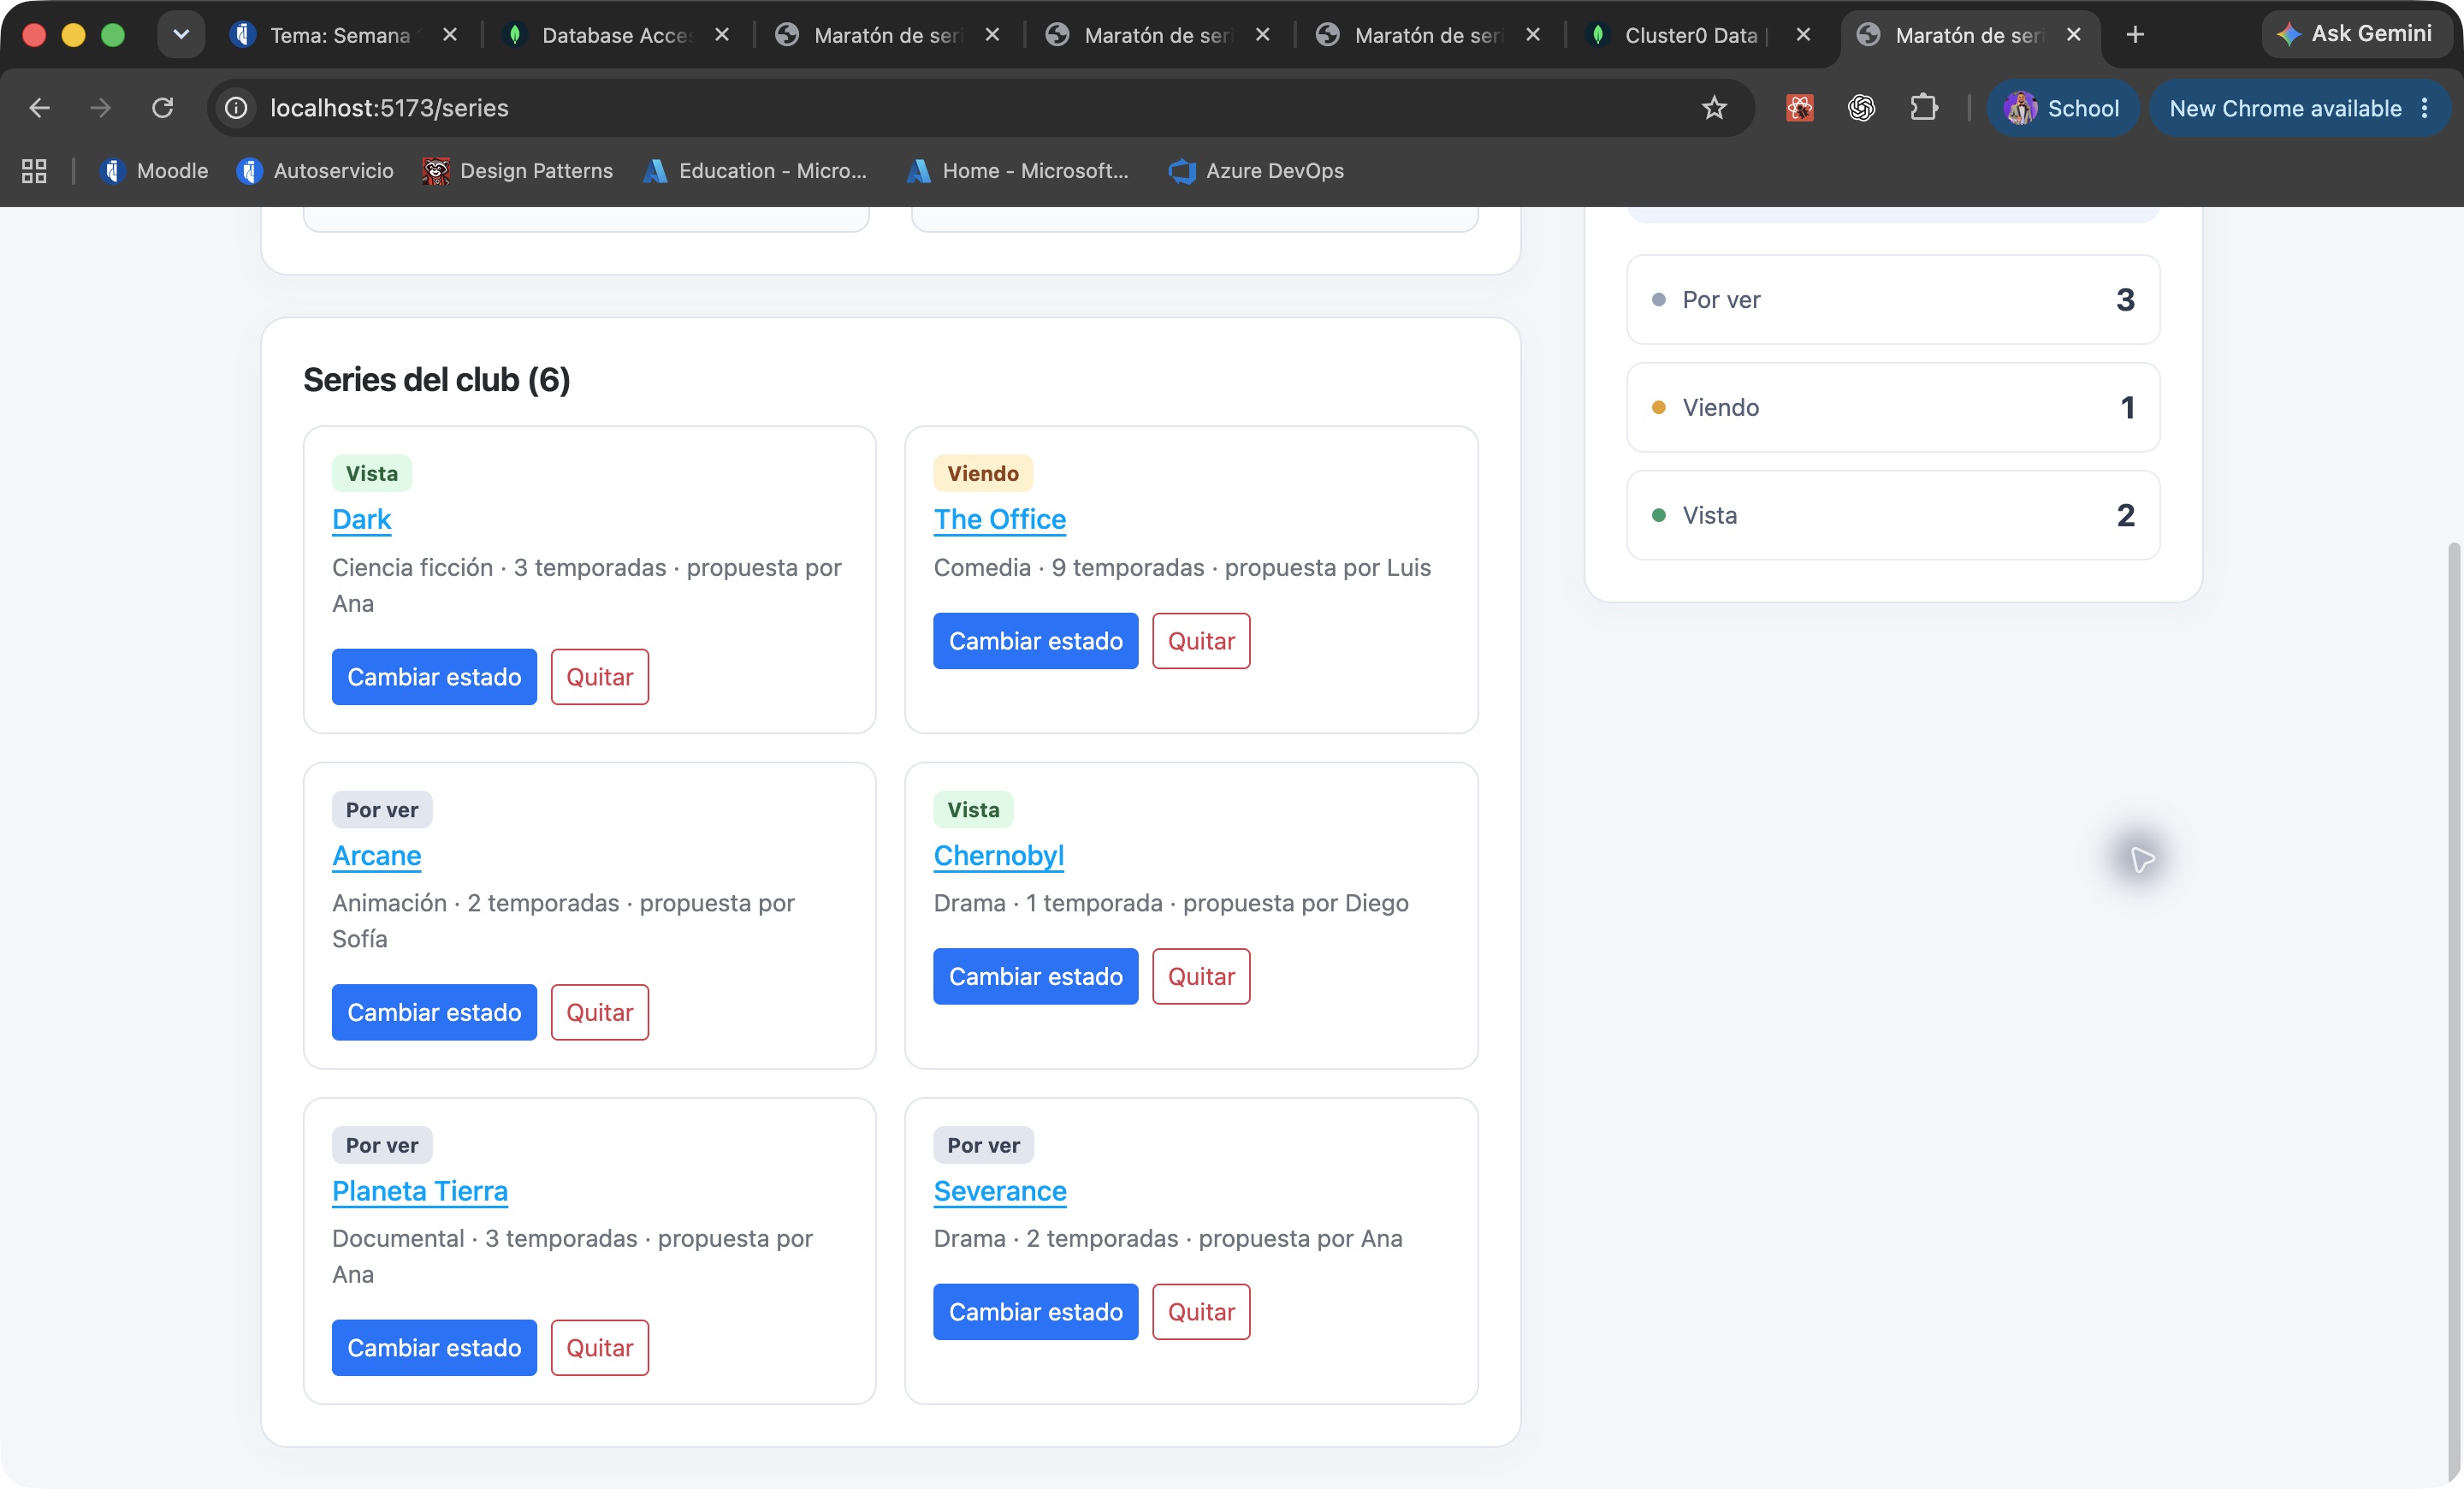 Tema: Semana
Database Acces
Maratón de seri
Maratón de seri
Maratón de seri
Cluster0 Data |
Maratón de seri
Ask Gemini
localhost:5173/series
School
New Chrome available
Moodle
Autoservicio
Design Patterns
Education - Micro...
Home - Microsoft...
Azure DevOps
Series del club (6)
Vista
Dark
Ciencia ficción · 3 temporadas · propuesta por
Ana
Cambiar estado
Quitar
Viendo
The Office
Comedia · 9 temporadas · propuesta por Luis
Cambiar estado
Quitar
Por ver
Arcane
Animación · 2 temporadas · propuesta por
Sofía
Cambiar estado
Quitar
Vista
Chernobyl
Drama · 1 temporada · propuesta por Diego
Cambiar estado
Quitar
Por ver
Planeta Tierra
Documental · 3 temporadas · propuesta por
Ana
Cambiar estado
Quitar
Por ver
Severance
Drama · 2 temporadas · propuesta por Ana
Cambiar estado
Quitar
Por ver
3
Viendo
1
Vista
2